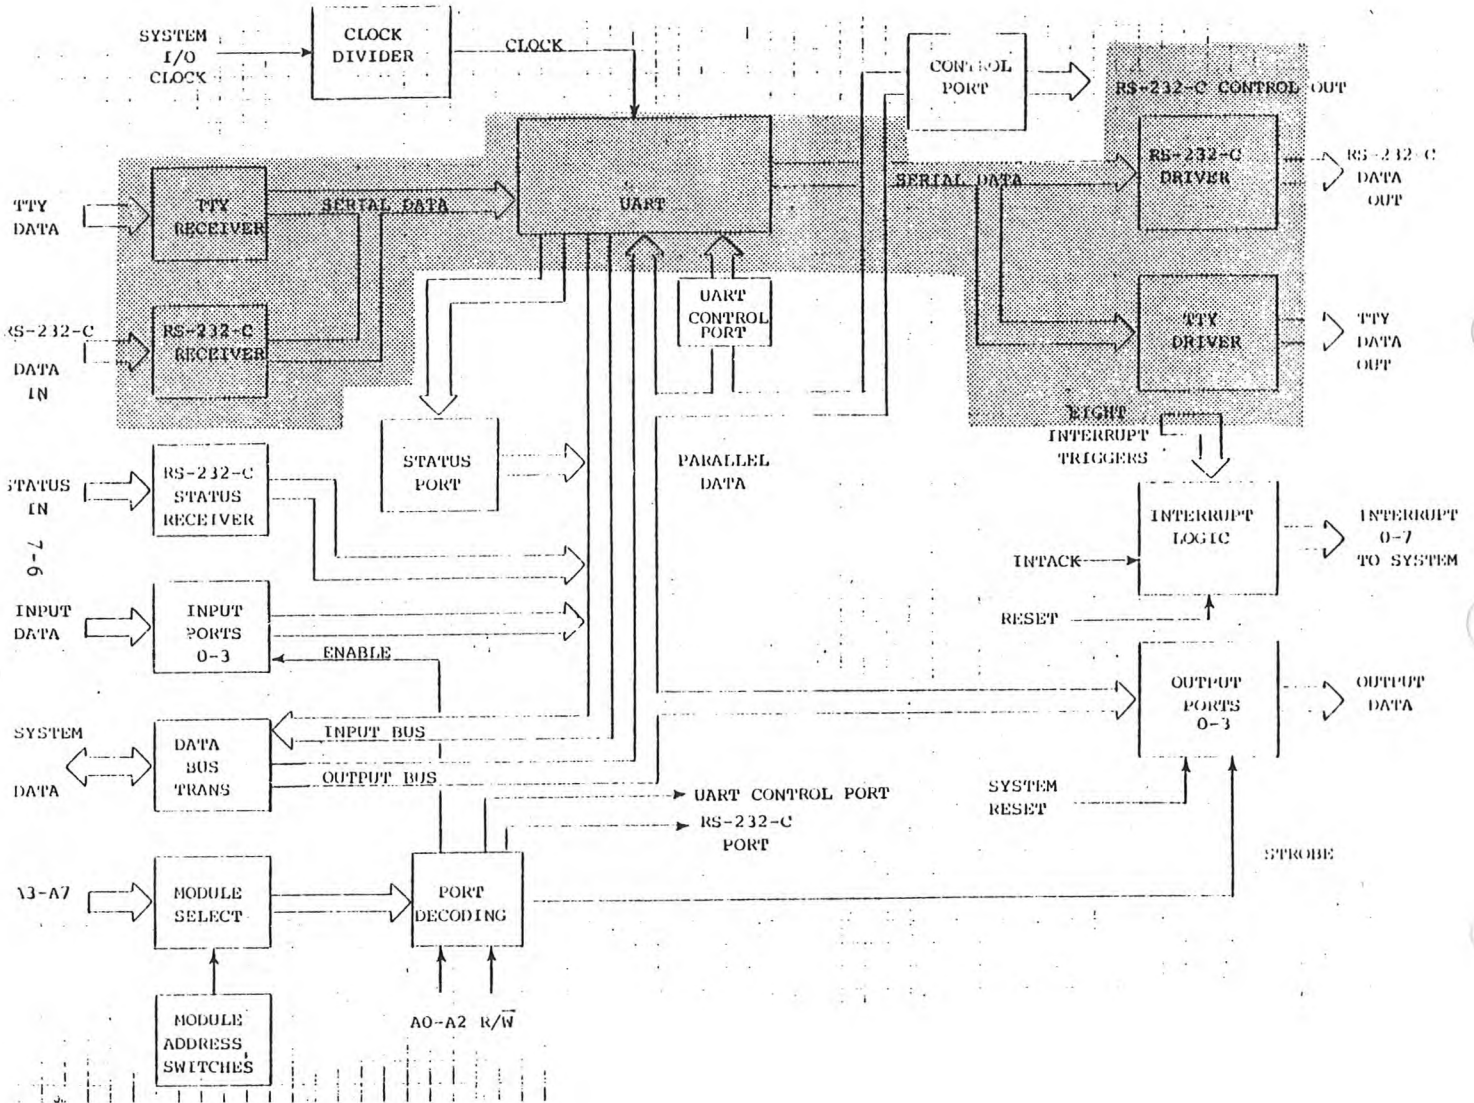 SYSTEM
I/O
CLOCK
CLOCK
DIVIDER
CLOCK
CONTROL
PORT
RS-232-C CONTROL OUT
TTY
DATA
TTY
RECEIVER
SERIAL DATA
UART
SERIAL DATA
RS-232-C
DRIVER
RS-232-C
DATA
OUT
RS-232-C
DATA
IN
RS-232-C
RECEIVER
UART
CONTROL
PORT
TTY
DRIVER
TTY
DATA
OUT
EIGHT
INTERRUPT
TRIGGERS
STATUS
IN
RS-232-C
STATUS
RECEIVER
STATUS
PORT
PARALLEL
DATA
INTERRUPT
LOGIC
INTERRUPT
0-7
TO SYSTEM
INTACK
RESET
7-6
INPUT
DATA
INPUT
PORTS
0-3
ENABLE
OUTPUT
PORTS
0-3
OUTPUT
DATA
SYSTEM
DATA
DATA
BUS
TRANS
INPUT BUS
OUTPUT BUS
UART CONTROL PORT
RS-232-C
PORT
SYSTEM
RESET
STROBE
A3-A7
MODULE
SELECT
PORT
DECODING
MODULE
ADDRESS
SWITCHES
A0-A2 R/W̅